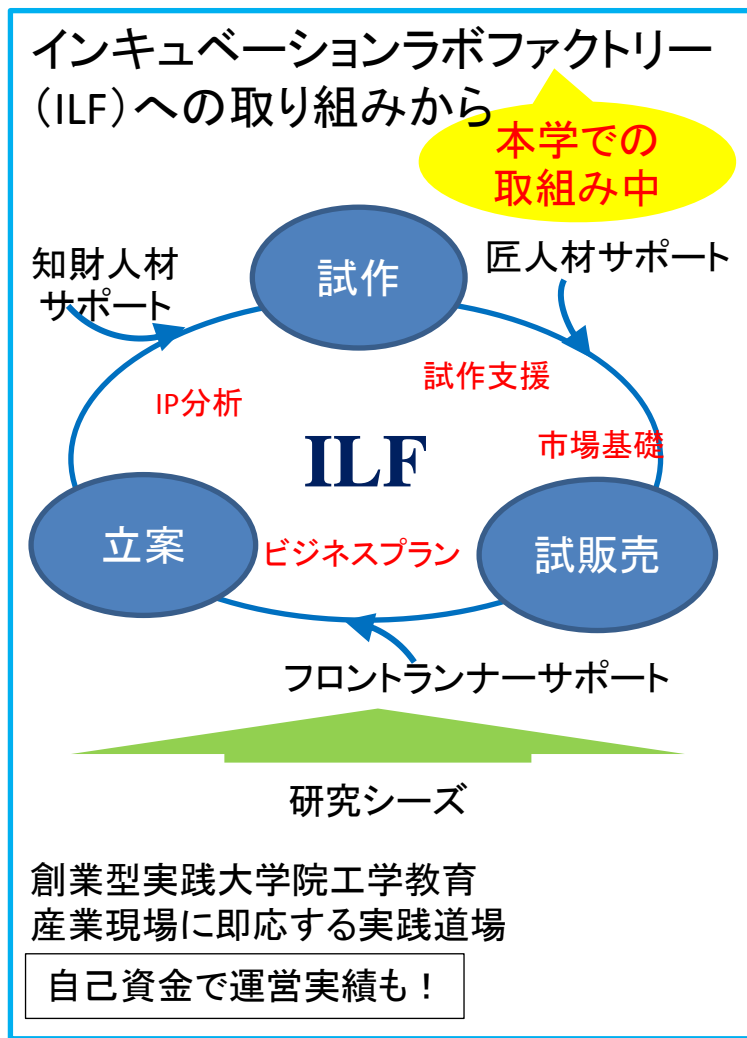 インキュベーションラボファクトリー
（ILF）への取り組みから
本学での
取組み中
知財人材
サポート
試作
匠人材サポート
試作支援
IP分析
市場基礎
ILF
立案
ビジネスプラン
試販売
フロントランナーサポート
研究シーズ
創業型実践大学院工学教育
産業現場に即応する実践道場
自己資金で運営実績も！